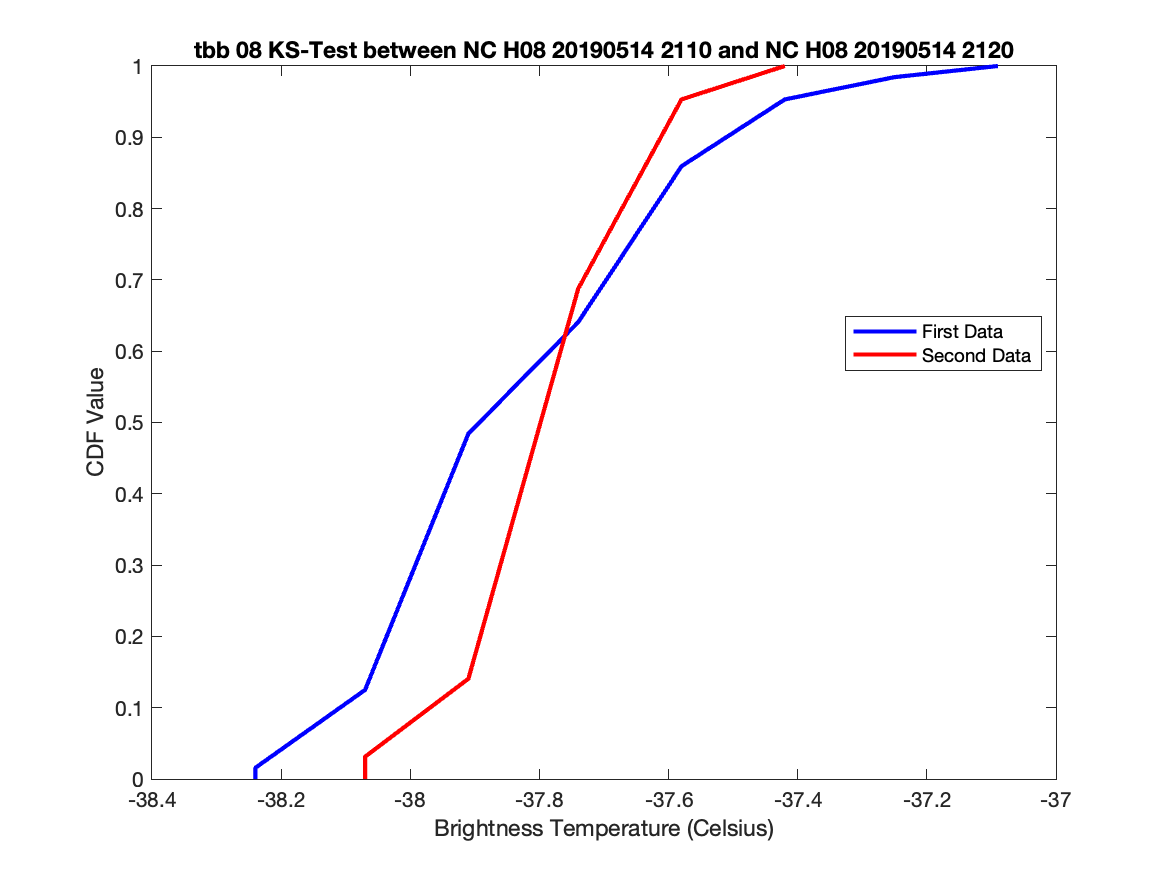 tbb 08 KS-Test between NC H08 20190514 2110 and NC H08 20190514 2120
1
0.9
0.8
0.7
0.6
0.5
0.4
0.3
0.2
0.1
0
CDF Value
First Data
Second Data
-38.4 -38.2 -38 -37.8 -37.6 -37.4 -37.2 -37
Brightness Temperature (Celsius)